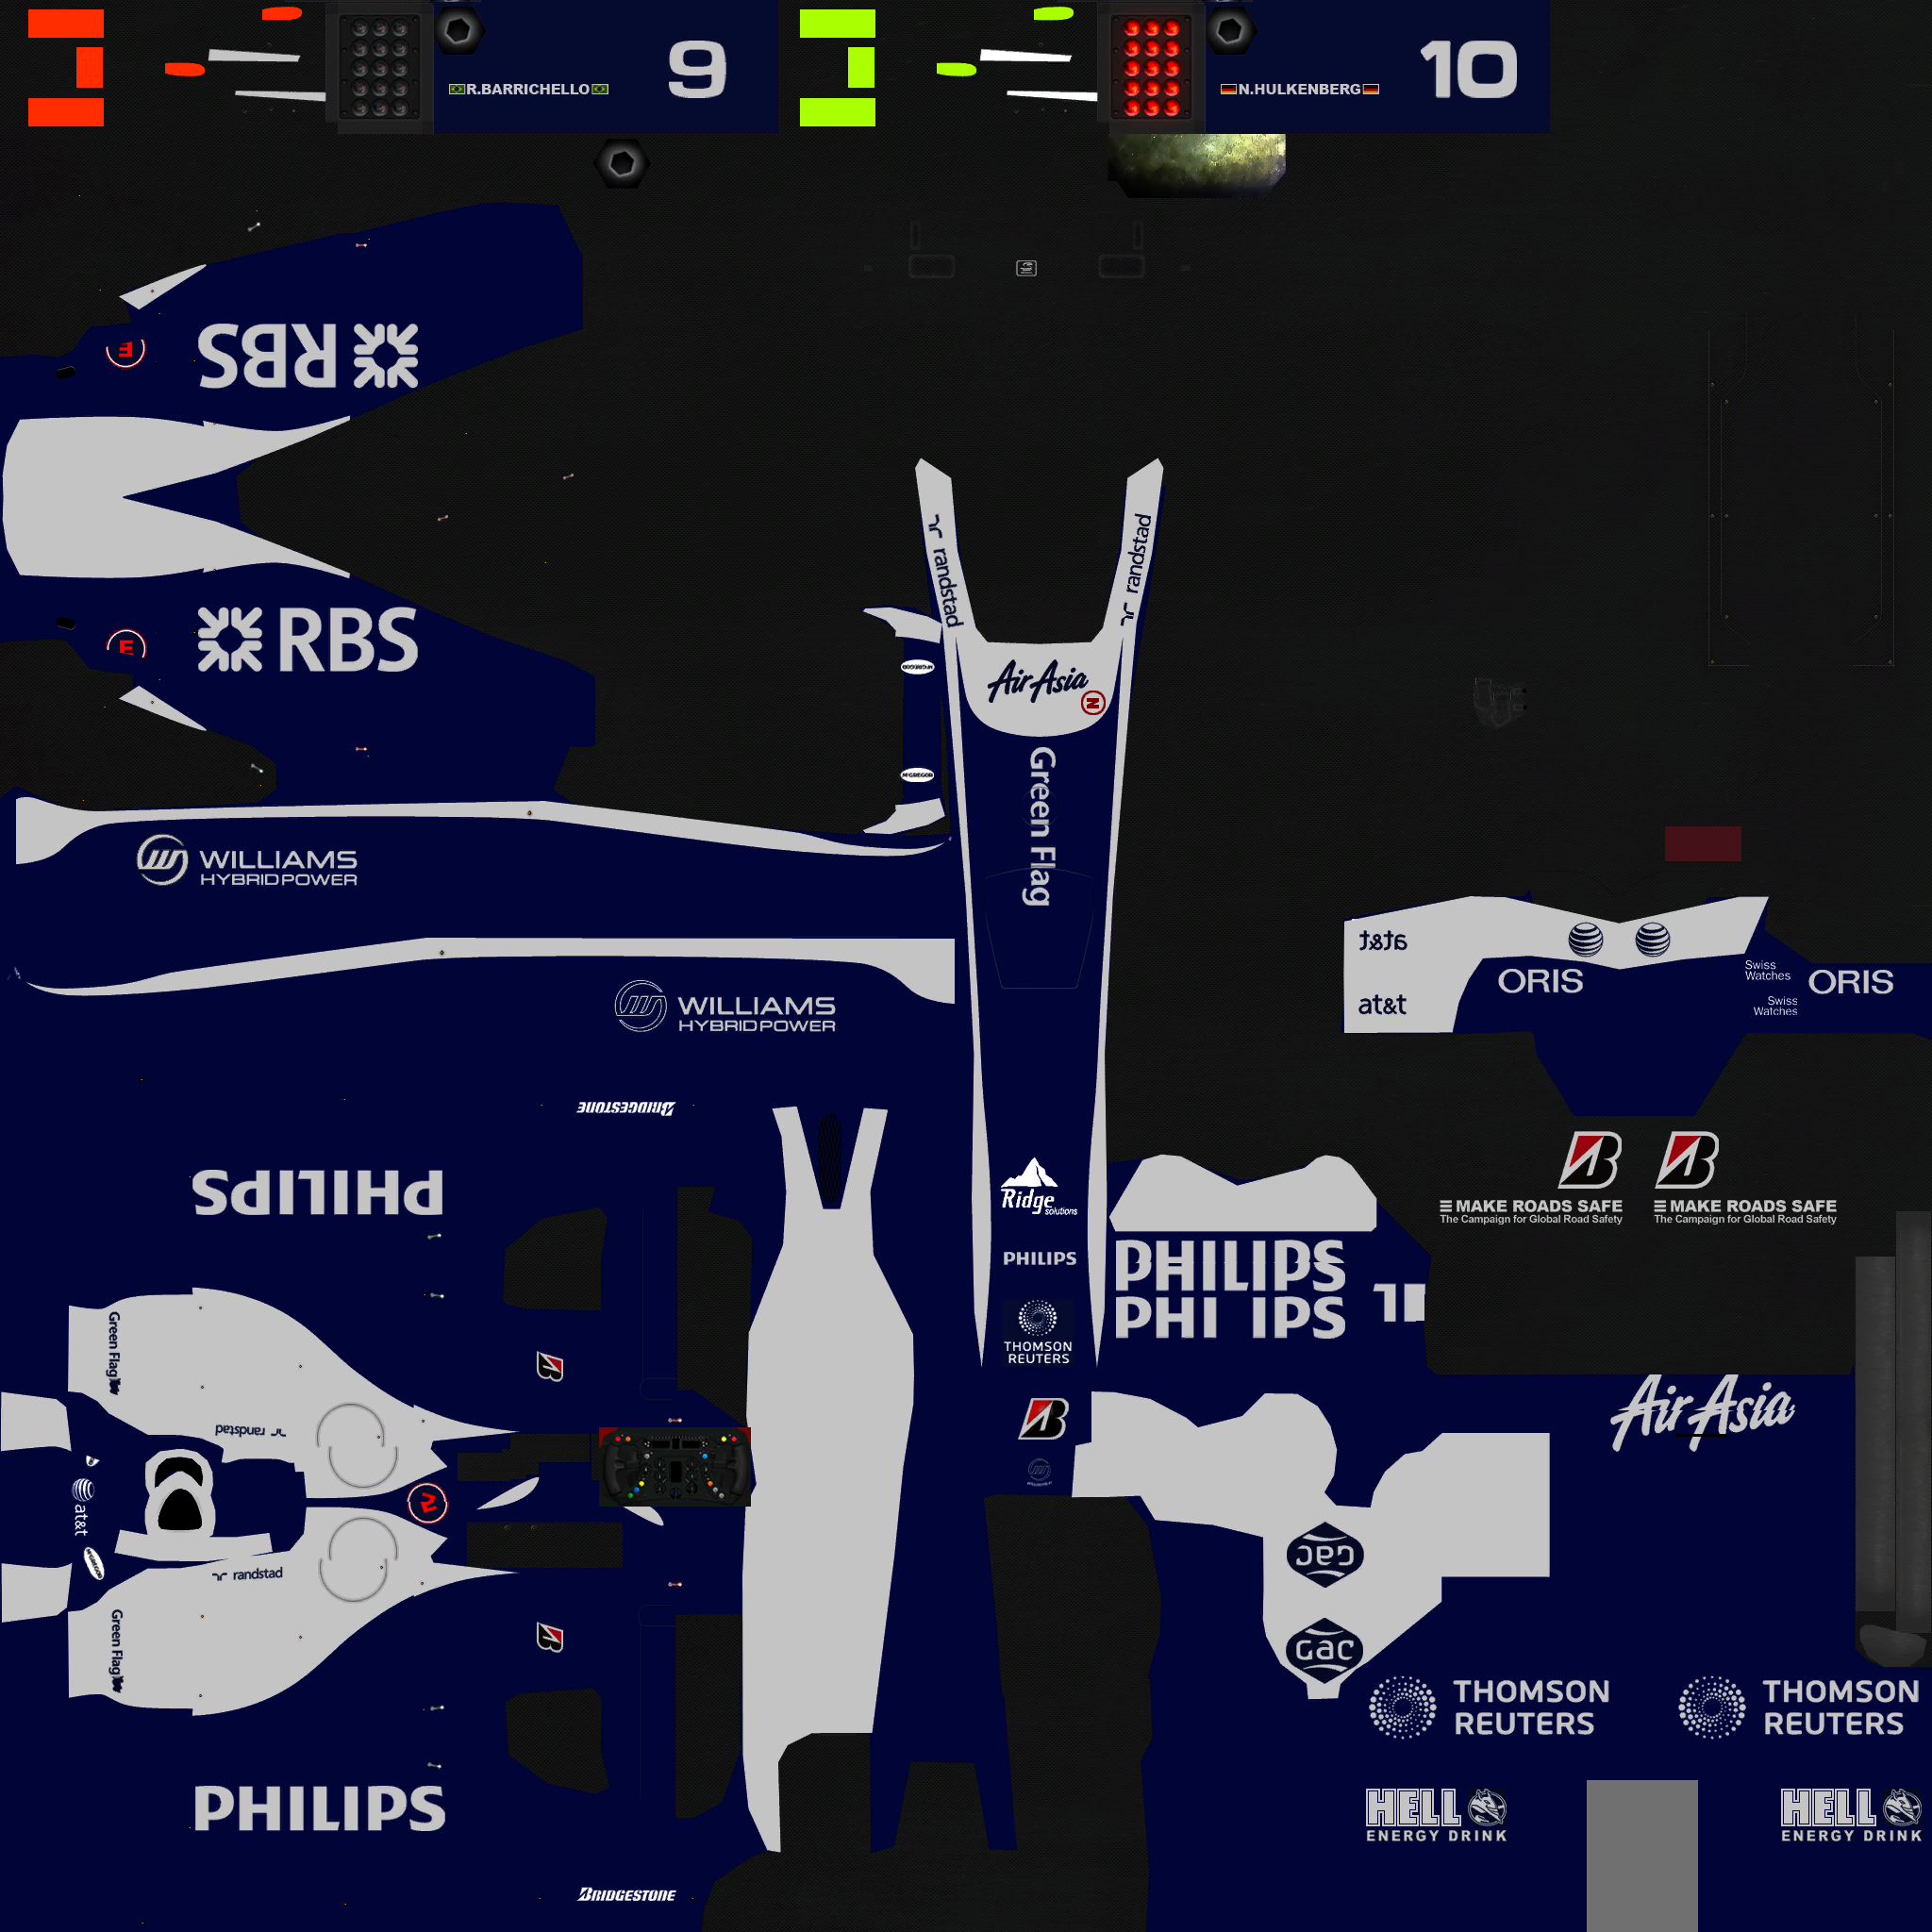 R.BARRICHELLO
9
N.HULKENBERG
10
RBS
randstad
randstad
RBS
AirAsia
N
McGREGOR
McGREGOR
Green Flag
WILLIAMS
HYBRIDPOWER
at&t
ORIS
Swiss
Watches
ORIS
at&t
Swiss
Watches
WILLIAMS
HYBRIDPOWER
BRIDGESTONE
PHILIPS
B B
MAKE ROADS SAFE
The Campaign for Global Road Safety
MAKE ROADS SAFE
The Campaign for Global Road Safety
Ridge
solutions
PHILIPS
PHILIPS
PHI IPS
THOMSON
REUTERS
Green Flag
B
AirAsia
randstad
B
at&t
McGREGOR
randstad
Green Flag
B
GAC
GAC
THOMSON
REUTERS
THOMSON
REUTERS
PHILIPS
HELL
ENERGY DRINK
HELL
ENERGY DRINK
BRIDGESTONE